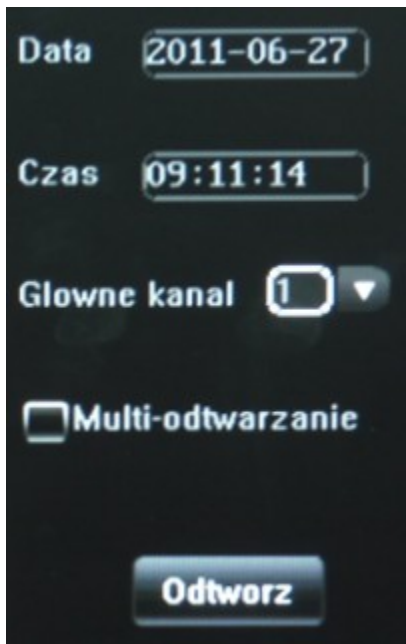 Data 2011-06-27
Czas 09:11:14
Glowne kanal 1
Multi-odtwarzanie
Odtworz